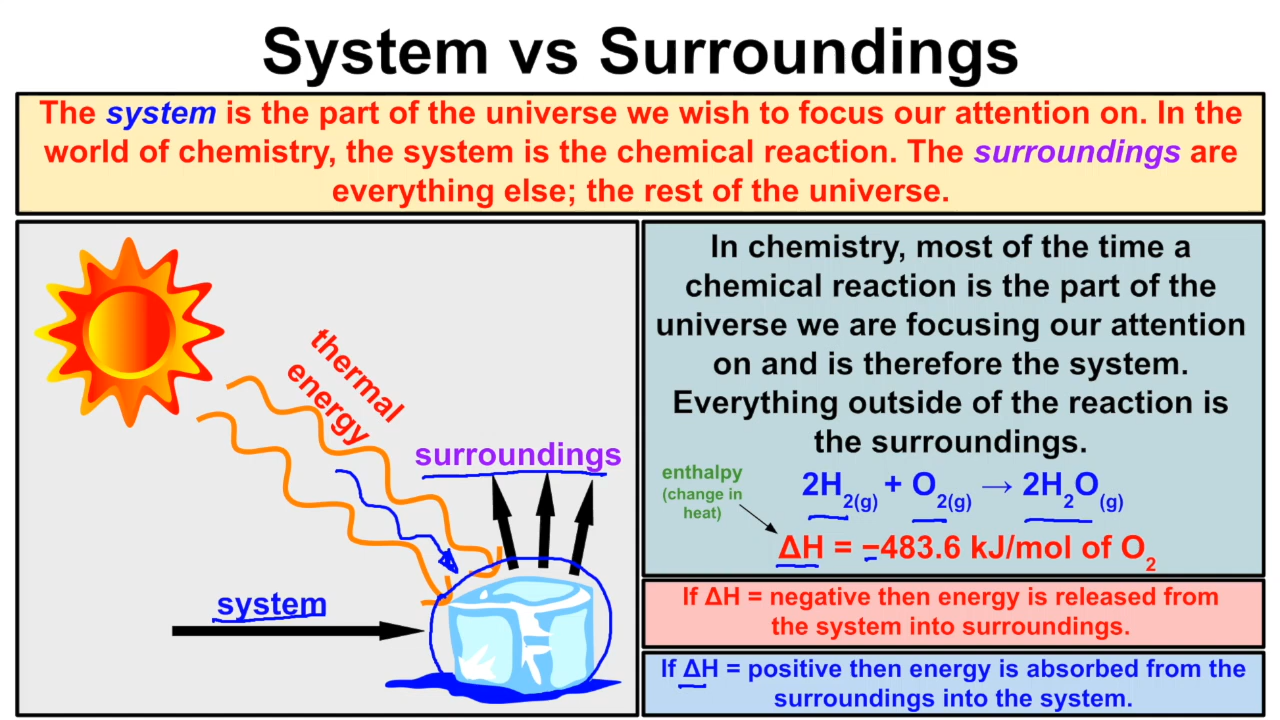 System vs Surroundings
The system is the part of the universe we wish to focus our attention on. In the
world of chemistry, the system is the chemical reaction. The surroundings are
everything else; the rest of the universe.
thermal
energy
surroundings
system
In chemistry, most of the time a
chemical reaction is the part of the
universe we are focusing our attention
on and is therefore the system.
Everything outside of the reaction is
the surroundings.
enthalpy
(change in
heat)
2H2(g) + O2(g) → 2H2O(g)
ΔH = –483.6 kJ/mol of O2
If ΔH = negative then energy is released from
the system into surroundings.
If ΔH = positive then energy is absorbed from the
surroundings into the system.